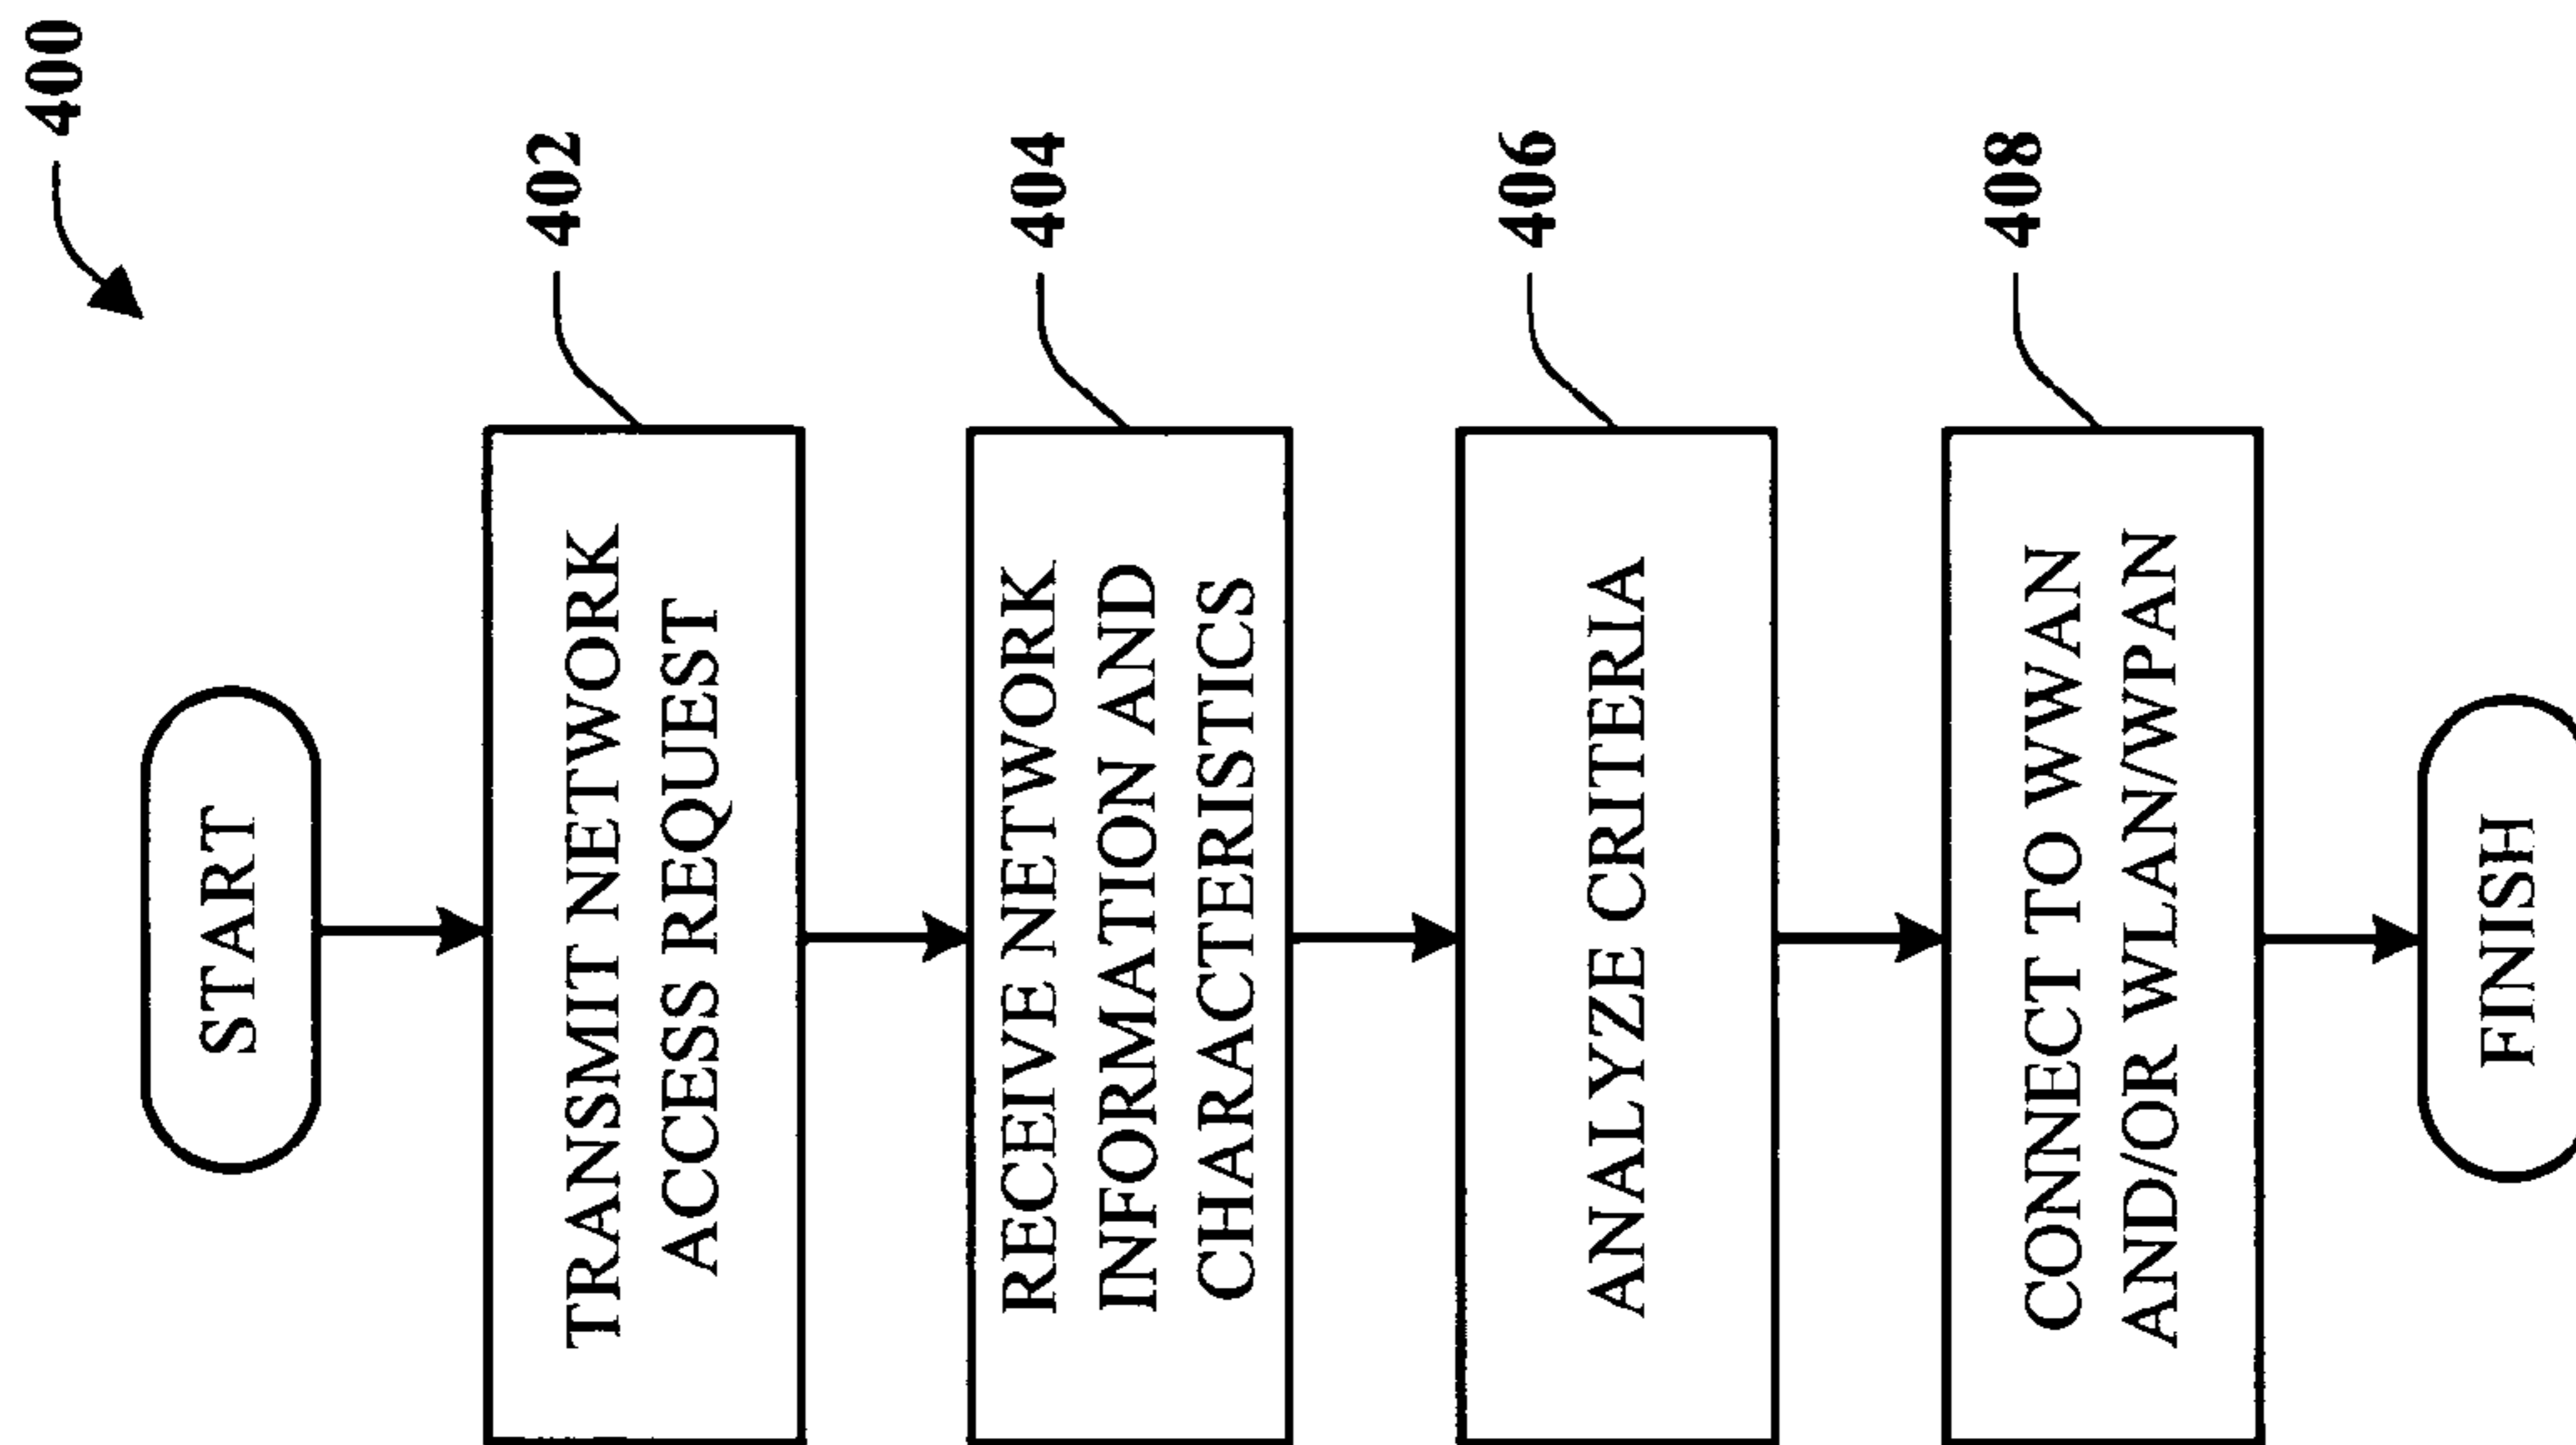 400
START
402
TRANSMIT NETWORK
ACCESS REQUEST
404
RECEIVE NETWORK
INFORMATION AND
CHARACTERISTICS
406
ANALYZE CRITERIA
408
CONNECT TO WWAN
AND/OR WLAN/WPAN
FINISH